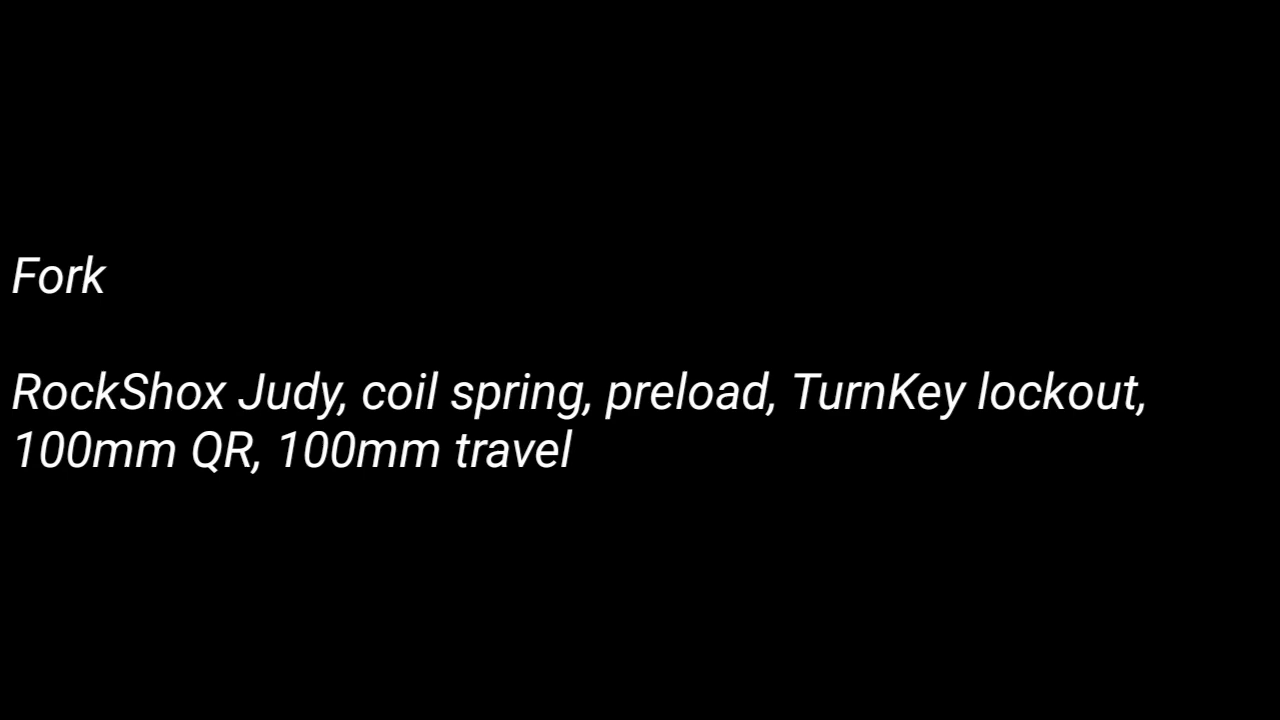 Fork
RockShox Judy, coil spring, preload, TurnKey lockout,
100mm QR, 100mm travel